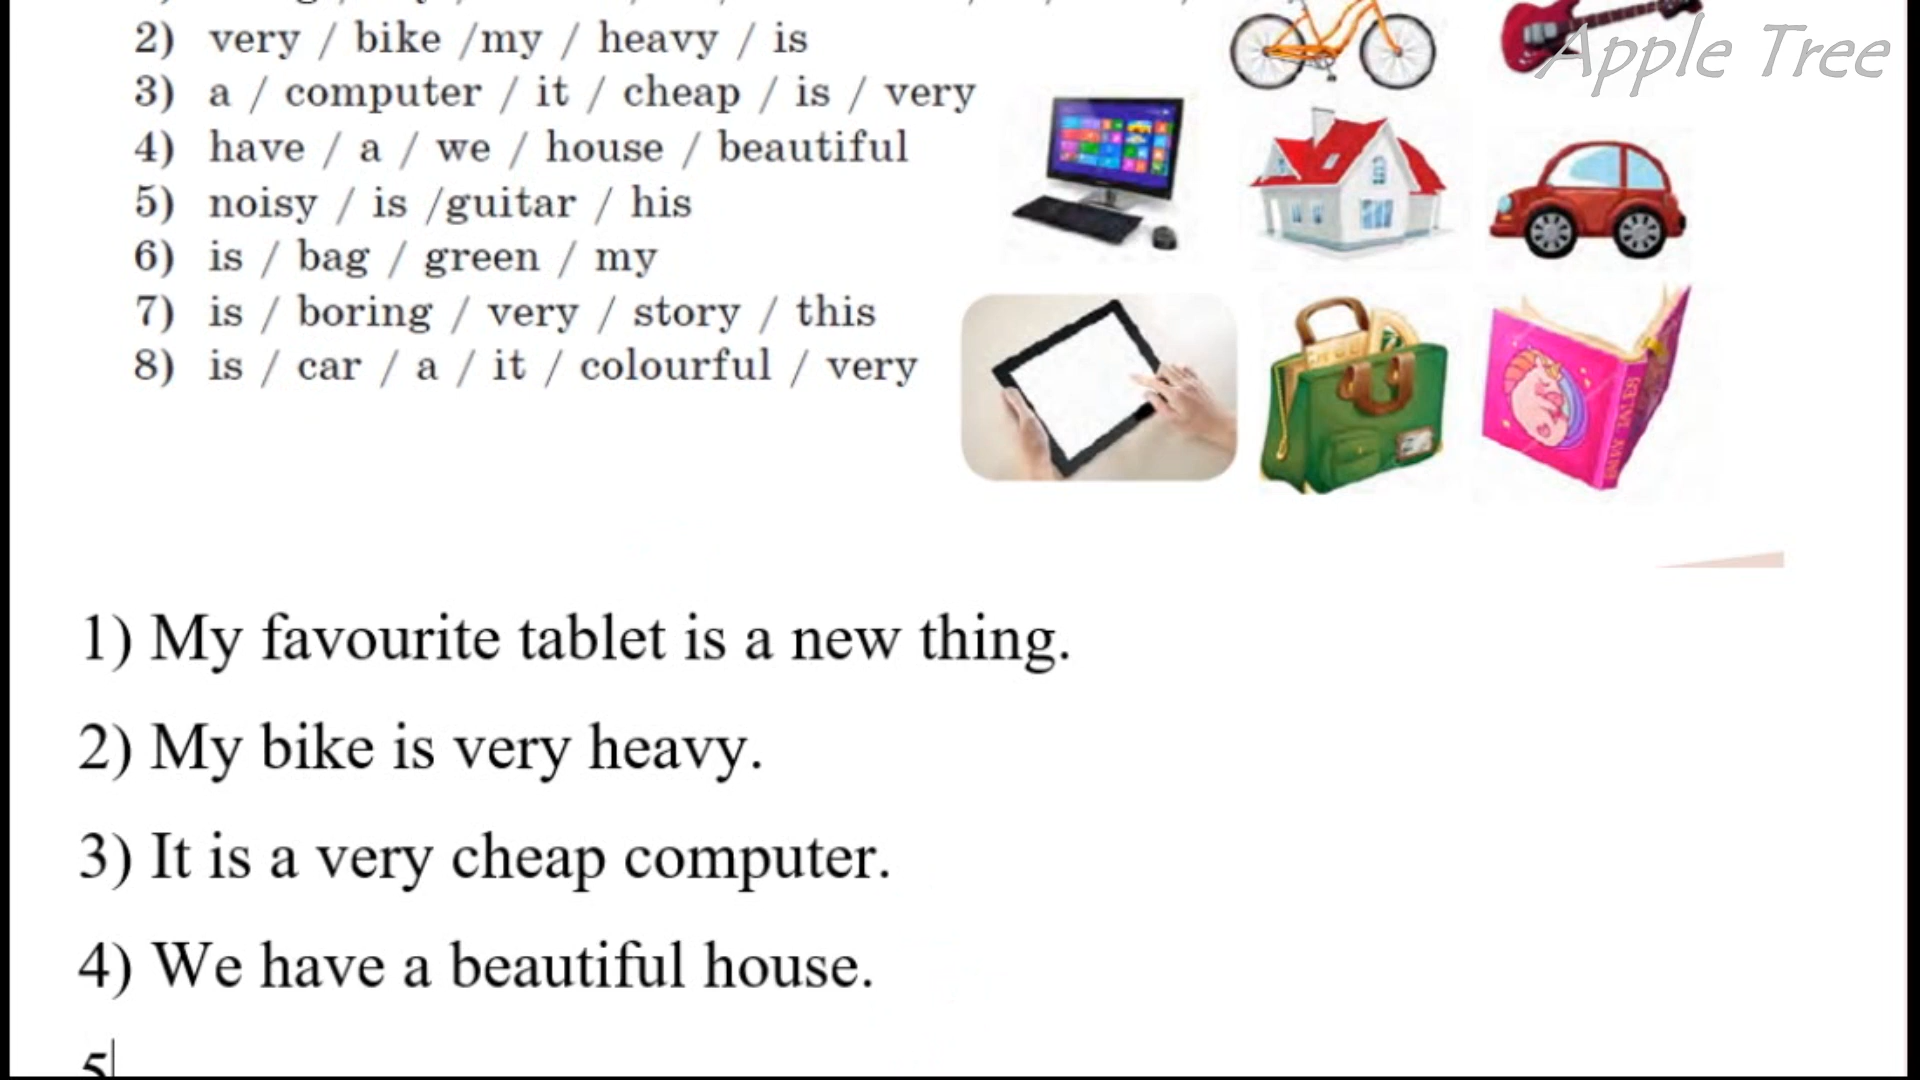 2) very / bike /my / heavy / is
Apple Tree
3) a / computer / it / cheap / is / very
4) have / a / we / house / beautiful
5) noisy / is /guitar / his
6) is / bag / green / my
7) is / boring / very / story / this
8) is / car / a / it / colourful / very
1) My favourite tablet is a new thing.
2) My bike is very heavy.
3) It is a very cheap computer.
4) We have a beautiful house.
5